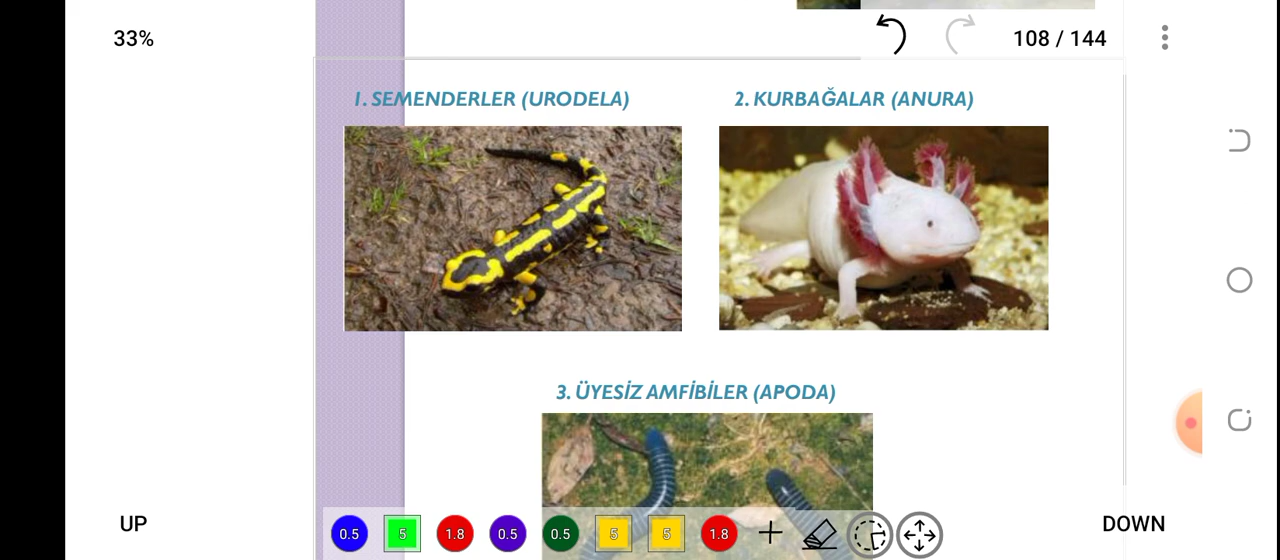 33%
108 / 144
1. SEMENDERLER (URODELA)
2. KURBAĞALAR (ANURA)
3. ÜYESİZ AMFİBİLER (APODA)
UP
0.5
5
1.8
0.5
0.5
5
5
1.8
DOWN